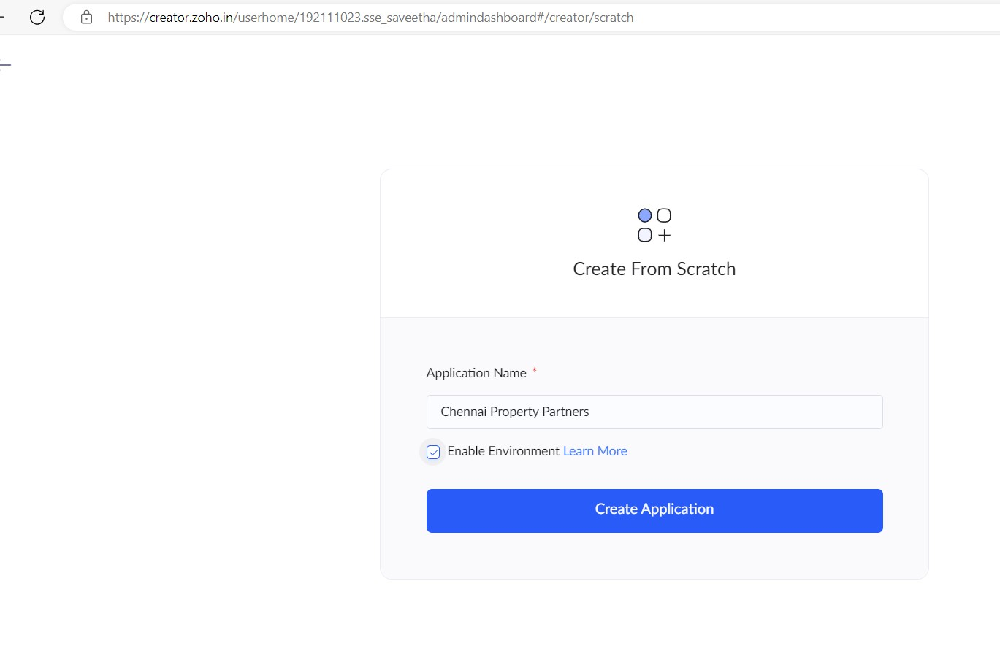 https://creator.zoho.in/userhome/192111023.sse_saveetha/admindashboard#/creator/scratch
Create From Scratch
Application Name *
Chennai Property Partners
Enable Environment Learn More
Create Application